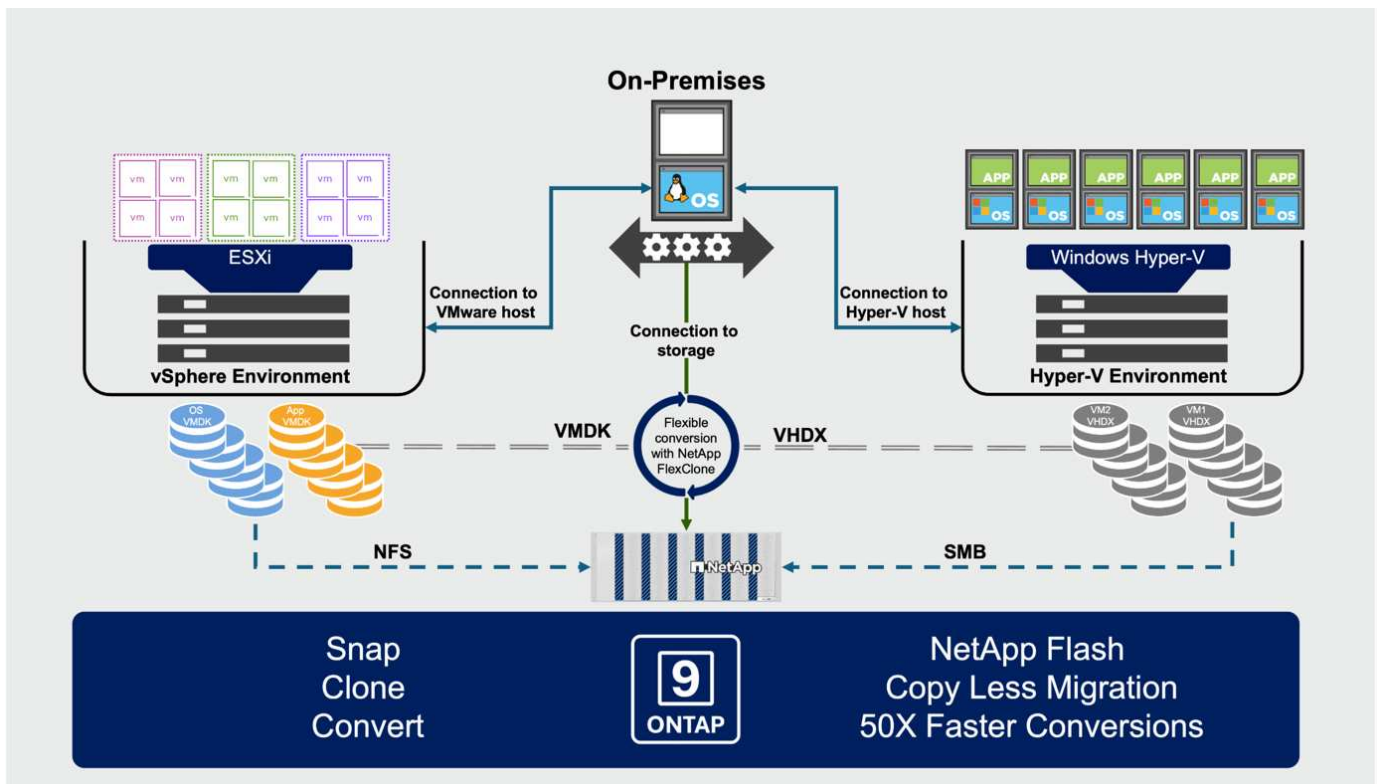 On-Premises
vm vm vm vm vm vm
vm vm vm vm vm vm
OS
APP APP APP APP APP APP
OS OS OS OS OS OS
ESXi
Windows Hyper-V
Connection to
VMware host
Connection to
Hyper-V host
Connection to
storage
vSphere Environment
Hyper-V Environment
OS
VMDK
App
VMDK
VMDK
Flexible
conversion
with NetApp
FlexClone
VHDX
VM2
VHDX
VM1
VHDX
NFS
NetApp
SMB
Snap
Clone
Convert
9
ONTAP
NetApp Flash
Copy Less Migration
50X Faster Conversions